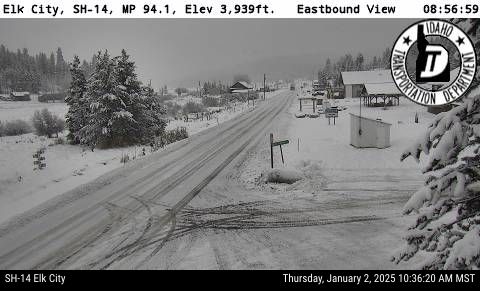 Elk City, SH-14, MP 94.1, Elev 3,939ft. Eastbound View 08:56:59
IDAHO
TRANSPORTATION DEPARTMENT
SH-14 Elk City Thursday, January 2, 2025 10:36:20 AM MST